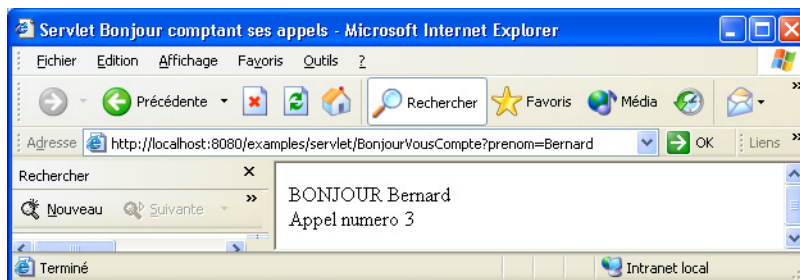 Servlet Bonjour comptant ses appels - Microsoft Internet Explorer
Fichier Edition Affichage Favoris Outils ?
Précédente Rechercher Favoris Média »
Adresse http://localhost:8080/examples/servlet/BonjourVousCompte?prenom=Bernard OK Liens »
Rechercher ×
Nouveau Suivante »
BONJOUR Bernard
Appel numero 3
Terminé Intranet local